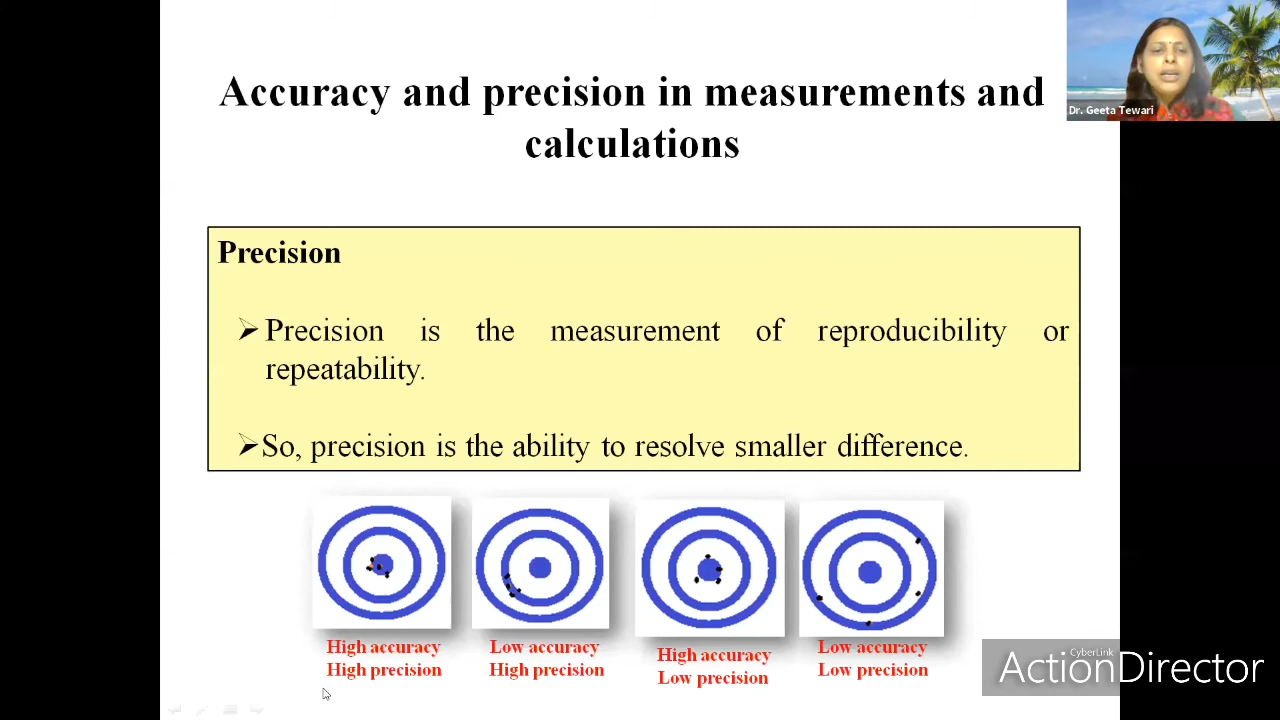 Accuracy and precision in measurements and
calculations
Dr. Geeta Tewari
Precision
Precision is the measurement of reproducibility or
repeatability.
So, precision is the ability to resolve smaller difference.
High accuracy
High precision
Low accuracy
High precision
High accuracy
Low precision
Low accuracy
Low precision
CyberLink
ActionDirector